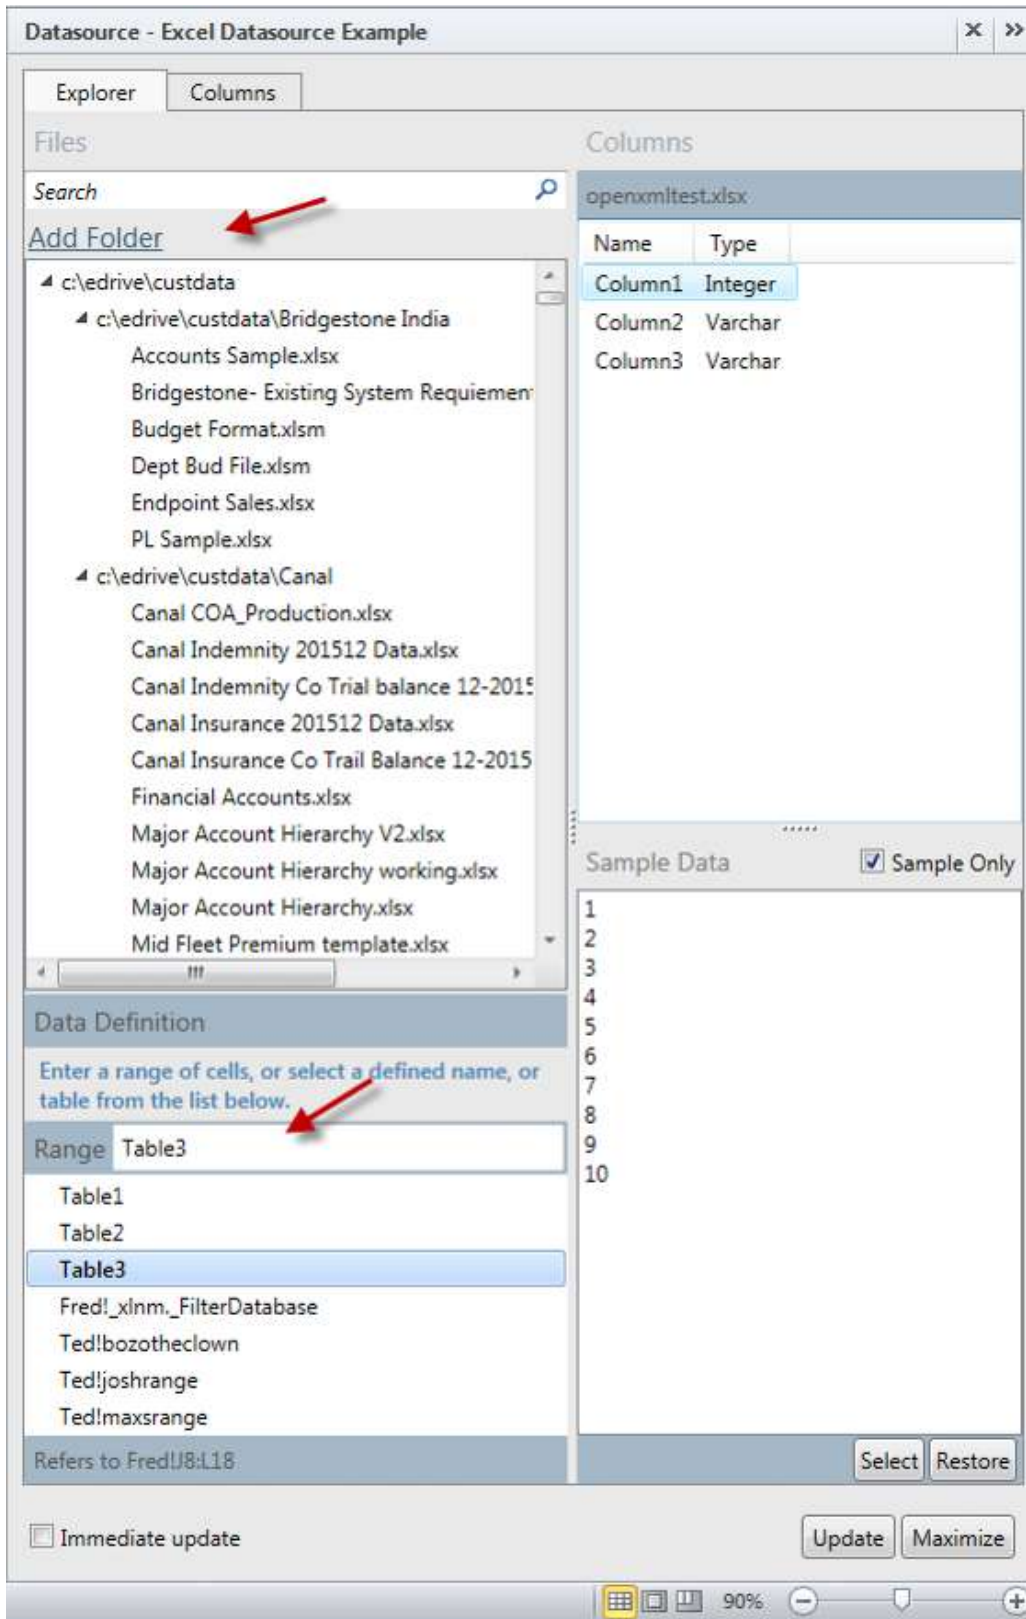 Datasource - Excel Datasource Example
Explorer
Columns
Files
Search
Add Folder
c:\edrive\custdata
c:\edrive\custdata\Bridgestone India
Accounts Sample.xlsx
Bridgestone- Existing System Requiement
Budget Format.xlsm
Dept Bud File.xlsm
Endpoint Sales.xlsx
PL Sample.xlsx
c:\edrive\custdata\Canal
Canal COA_Production.xlsx
Canal Indemnity 201512 Data.xlsx
Canal Indemnity Co Trial balance 12-2015
Canal Insurance 201512 Data.xlsx
Canal Insurance Co Trail Balance 12-2015
Financial Accounts.xlsx
Major Account Hierarchy V2.xlsx
Major Account Hierarchy working.xlsx
Major Account Hierarchy.xlsx
Mid Fleet Premium template.xlsx
Data Definition
Enter a range of cells, or select a defined name, or
table from the list below.
Range Table3
Table1
Table2
Table3
Fred!_xlnm._FilterDatabase
Ted!bozotheclown
Ted!joshrange
Ted!maxsrange
Refers to Fred!J8:L18
Columns
openxmltest.xlsx
Name Type
Column1 Integer
Column2 Varchar
Column3 Varchar
Sample Data
Sample Only
1
2
3
4
5
6
7
8
9
10
Select Restore
Immediate update
Update Maximize
90%